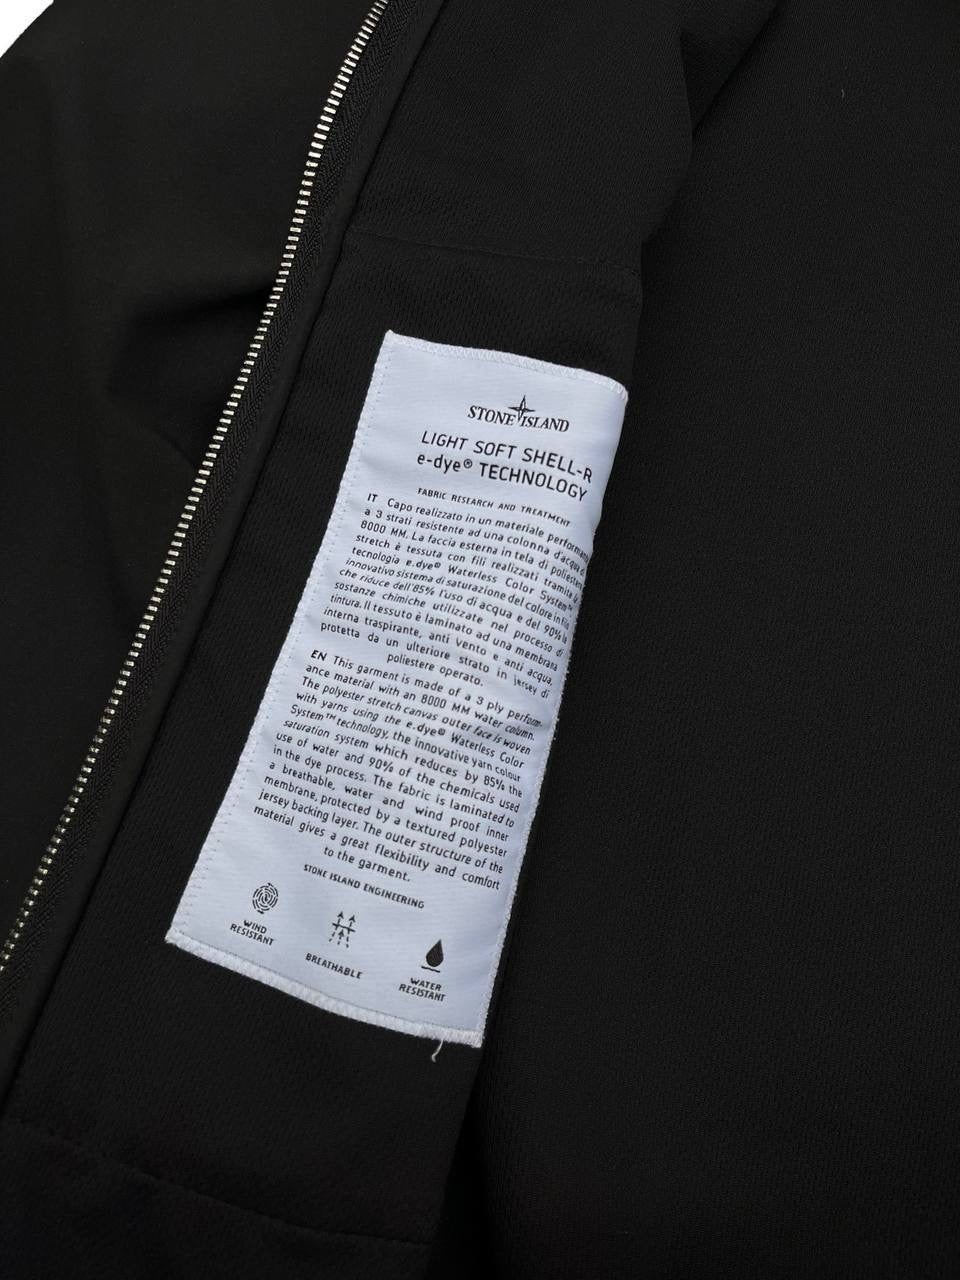 STONE ISLAND
LIGHT SOFT SHELL-R
e-dye® TECHNOLOGY
FABRIC RESEARCH AND TREATMENT
IT Capo realizzato in un materiale performan
a 3 strati resistente ad una colonna d'acqua
8000 MM. La faccia esterna in tela di poliester
stretch è tessuta con fili realizzati tramite
tecnologia e.dye® Waterless Color System™
innovativo sistema di saturazione del colore in filo
che riduce dell'85% l'uso di acqua e del 90% le
sostanze chimiche utilizzate nel processo di
tintura. Il tessuto è laminato ad una membrana
interna traspirante, anti vento e anti acqua,
protetta da un ulteriore strato in jersey di
poliestere operato.
EN This garment is made of a 3 ply perform-
ance material with an 8000 MM water column.
The polyester stretch canvas outer face is woven
with yarns using the e.dye® Waterless Color
System™ technology, the innovative yarn colour
saturation system which reduces by 85% the
use of water and 90% of the chemicals used
in the dye process. The fabric is laminated to
a breathable, water and wind proof inner
membrane, protected by a textured polyester
jersey backing layer. The outer structure of the
material gives a great flexibility and comfort
to the garment.
STONE ISLAND ENGINEERING
WIND
RESISTANT
BREATHABLE
WATER
RESISTANT